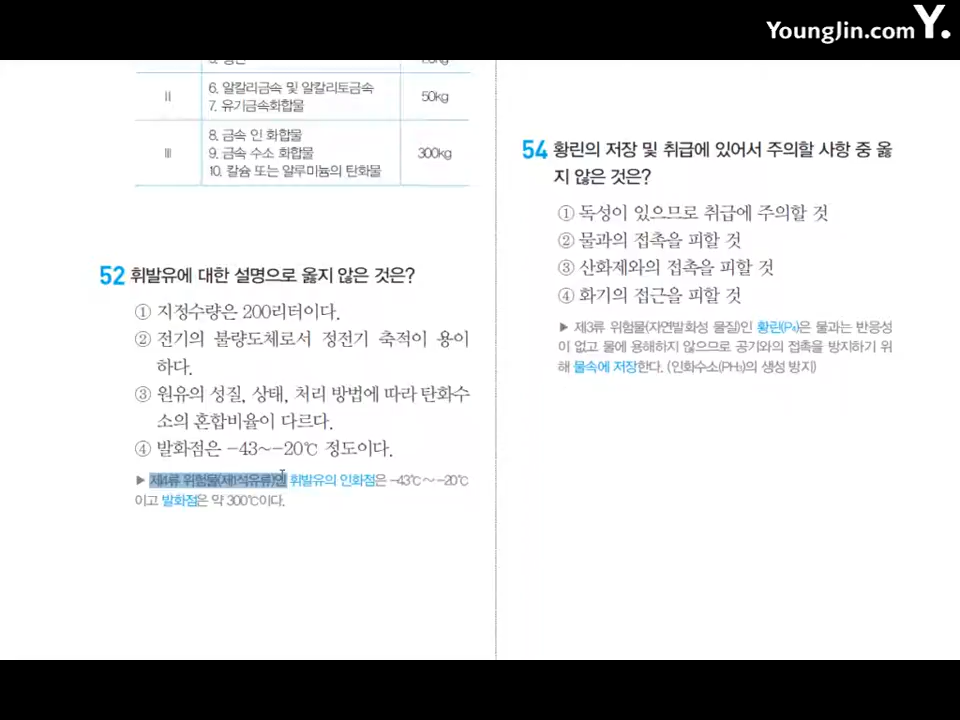 YoungJin.com Y.
Ⅱ
6. 알칼리금속 및 알칼리토금속
7. 유기금속화합물
50kg
Ⅲ
8. 금속 인 화합물
9. 금속 수소 화합물
10. 칼슘 또는 알루미늄의 탄화물
300kg
52 휘발유에 대한 설명으로 옳지 않은 것은?
① 지정수량은 200리터이다.
② 전기의 불량도체로서 정전기 축적이 용이
하다.
③ 원유의 성질, 상태, 처리 방법에 따라 탄화수
소의 혼합비율이 다르다.
④ 발화점은 -43~-20℃ 정도이다.
▶ 제4류 위험물(제1석유류)인 휘발유의 인화점은 -43℃~-20℃
이고 발화점은 약 300℃이다.
54 황린의 저장 및 취급에 있어서 주의할 사항 중 옳
지 않은 것은?
① 독성이 있으므로 취급에 주의할 것
② 물과의 접촉을 피할 것
③ 산화제와의 접촉을 피할 것
④ 화기의 접근을 피할 것
▶ 제3류 위험물(자연발화성 물질)인 황린(P₄)은 물과는 반응성
이 없고 물에 용해하지 않으므로 공기와의 접촉을 방지하기 위
해 물속에 저장한다. (인화수소(PH₃)의 생성 방지)